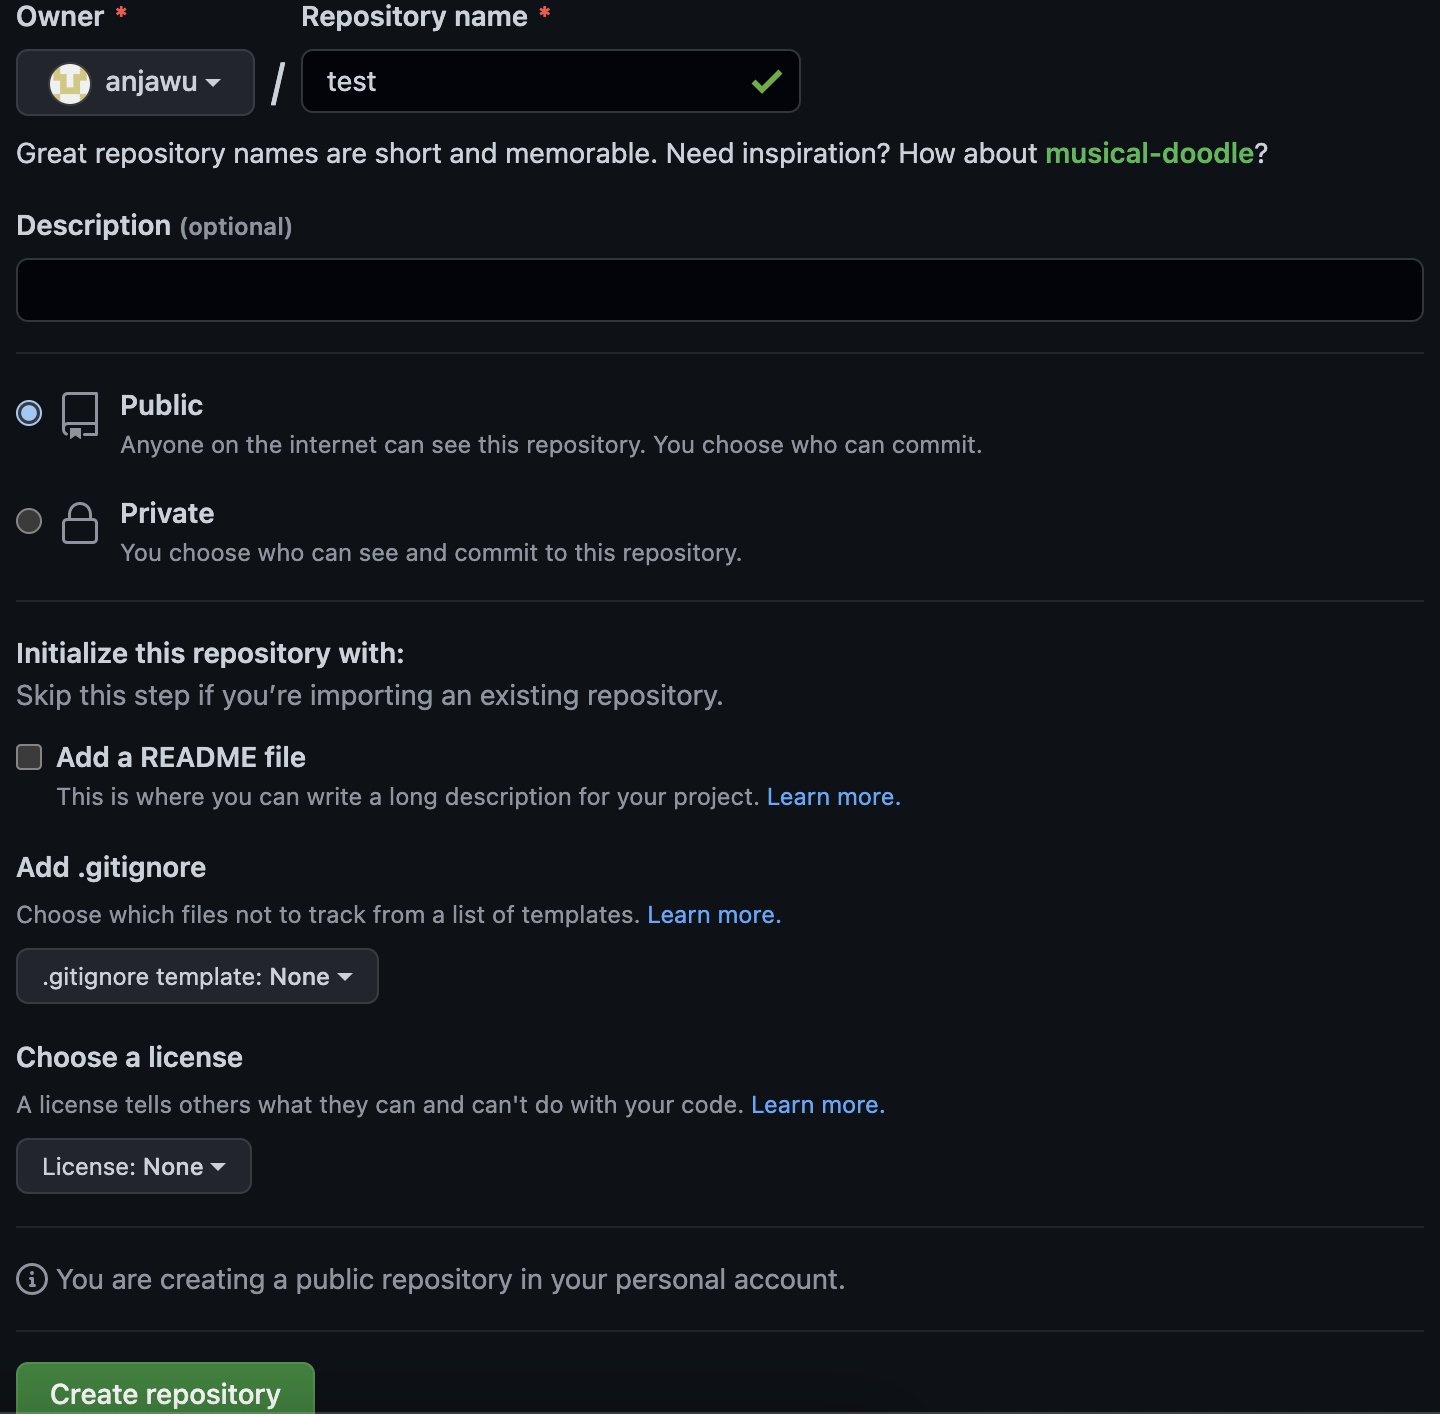 Owner * Repository name *
anjawu / test
Great repository names are short and memorable. Need inspiration? How about musical-doodle?
Description (optional)
Public
Anyone on the internet can see this repository. You choose who can commit.
Private
You choose who can see and commit to this repository.
Initialize this repository with:
Skip this step if you’re importing an existing repository.
Add a README file
This is where you can write a long description for your project. Learn more.
Add .gitignore
Choose which files not to track from a list of templates. Learn more.
.gitignore template: None
Choose a license
A license tells others what they can and can't do with your code. Learn more.
License: None
You are creating a public repository in your personal account.
Create repository